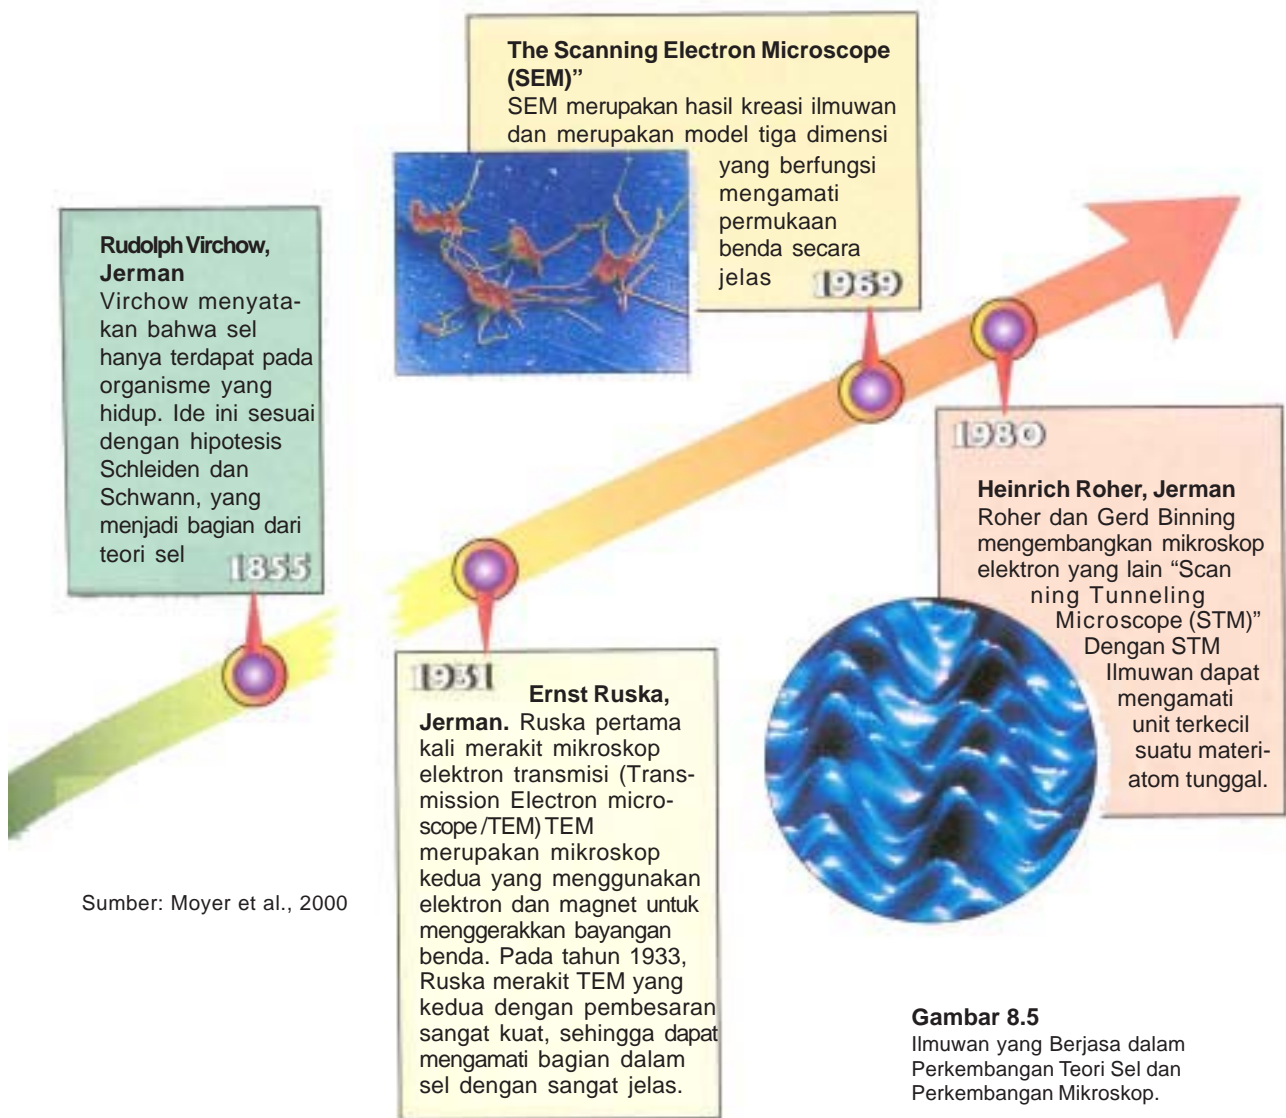 The Scanning Electron Microscope
(SEM)”
SEM merupakan hasil kreasi ilmuwan
dan merupakan model tiga dimensi
yang berfungsi
mengamati
permukaan
benda secara
jelas
1969
Rudolph Virchow,
Jerman
Virchow menyata-
kan bahwa sel
hanya terdapat pada
organisme yang
hidup. Ide ini sesuai
dengan hipotesis
Schleiden dan
Schwann, yang
menjadi bagian dari
teori sel
1855
1980
Heinrich Roher, Jerman
Roher dan Gerd Binning
mengembangkan mikroskop
elektron yang lain “Scan
ning Tunneling
Microscope (STM)”
Dengan STM
Ilmuwan dapat
mengamati
unit terkecil
suatu materi-
atom tunggal.
1931
Ernst Ruska,
Jerman. Ruska pertama
kali merakit mikroskop
elektron transmisi (Trans-
mission Electron micro-
scope/TEM) TEM
merupakan mikroskop
kedua yang menggunakan
elektron dan magnet untuk
menggerakkan bayangan
benda. Pada tahun 1933,
Ruska merakit TEM yang
kedua dengan pembesaran
sangat kuat, sehingga dapat
mengamati bagian dalam
sel dengan sangat jelas.
Sumber: Moyer et al., 2000
Gambar 8.5
Ilmuwan yang Berjasa dalam
Perkembangan Teori Sel dan
Perkembangan Mikroskop.